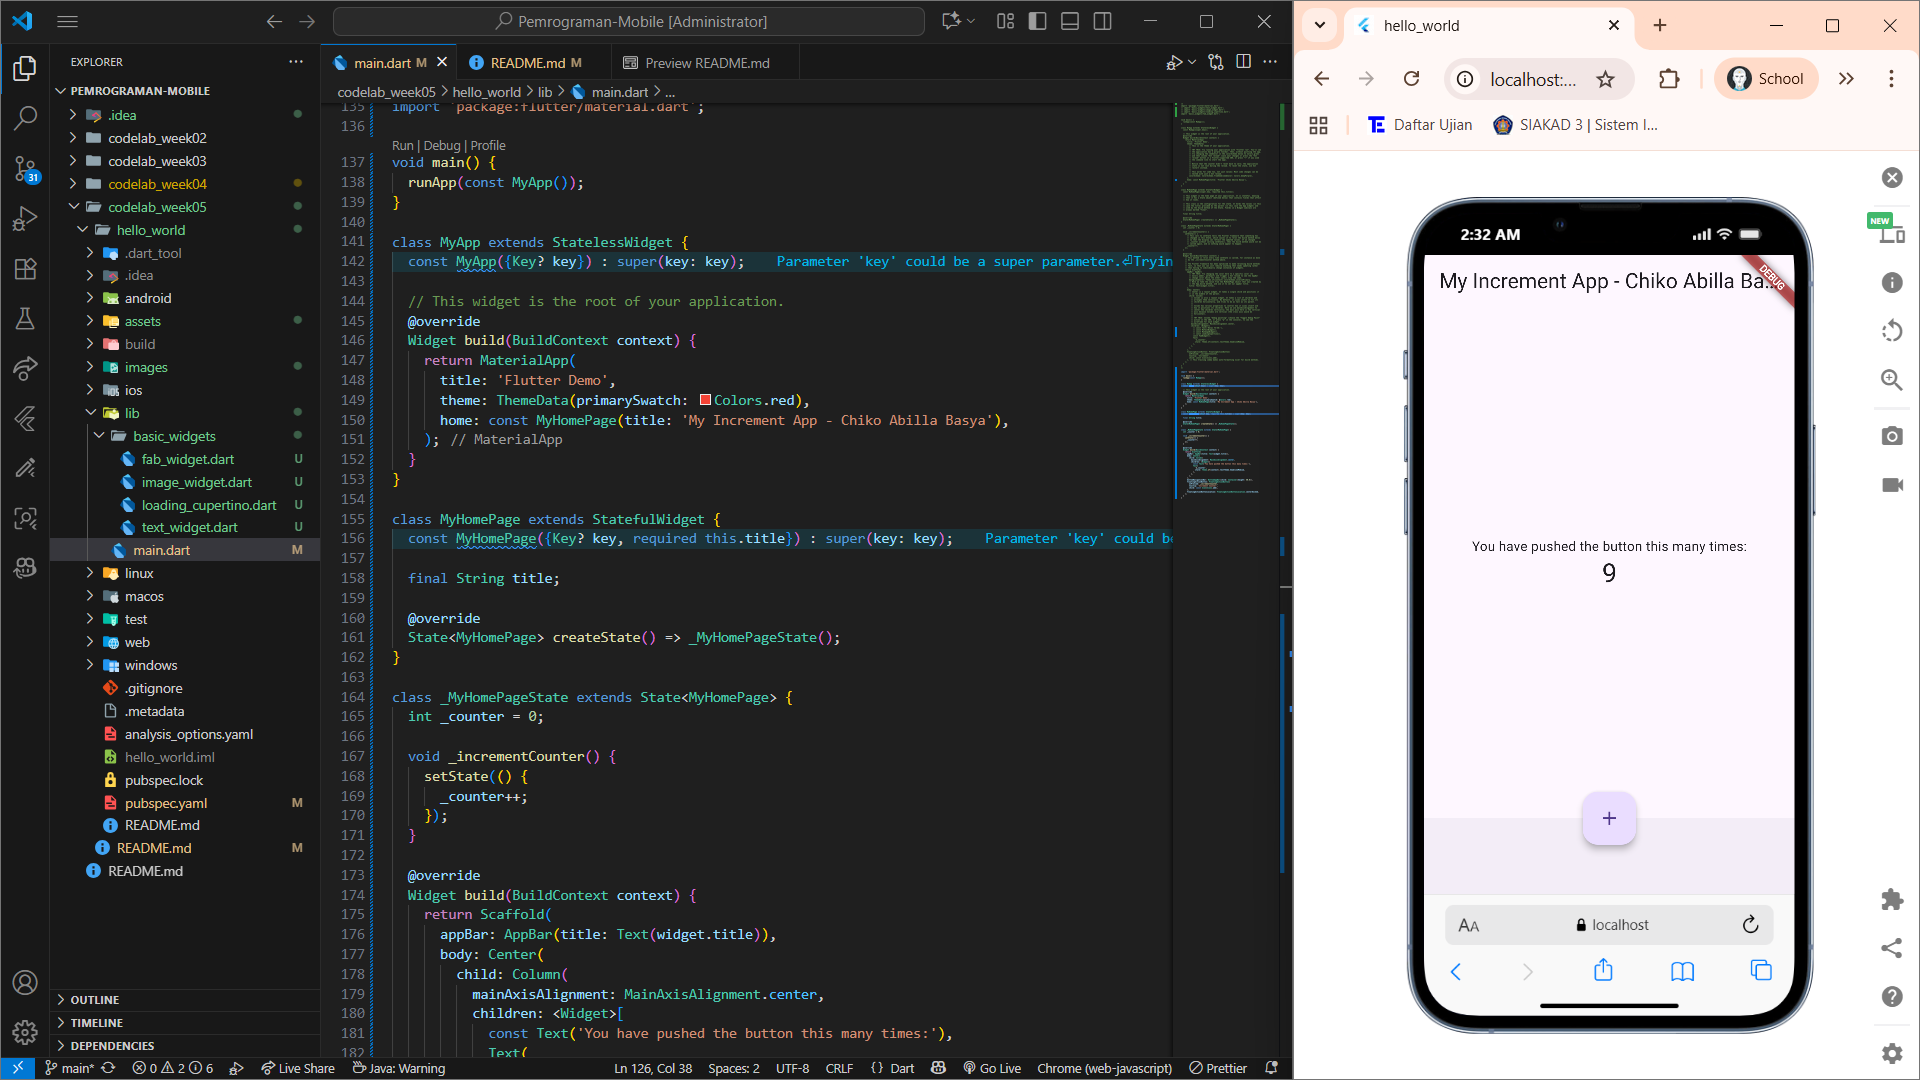 Pemrograman-Mobile [Administrator]
EXPLORER
PEMROGRAMAN-MOBILE
.idea
codelab_week02
codelab_week03
codelab_week04
codelab_week05
hello_world
.dart_tool
.idea
android
assets
build
images
ios
lib
basic_widgets
fab_widget.dart U
image_widget.dart U
loading_cupertino.dart U
text_widget.dart U
main.dart M
linux
macos
test
web
windows
.gitignore
.metadata
analysis_options.yaml
hello_world.iml
pubspec.lock
pubspec.yaml M
README.md
README.md M
README.md
OUTLINE
TIMELINE
DEPENDENCIES
31
main.dart M
README.md M
Preview README.md
codelab_week05 > hello_world > lib > main.dart > ...
135 import 'package:flutter/material.dart';
136
Run | Debug | Profile
137 void main() {
138 runApp(const MyApp());
139 }
140
141 class MyApp extends StatelessWidget {
142 const MyApp({Key? key}) : super(key: key); Parameter 'key' could be a super parameter.⏎Tryin
143
144 // This widget is the root of your application.
145 @override
146 Widget build(BuildContext context) {
147 return MaterialApp(
148 title: 'Flutter Demo',
149 theme: ThemeData(primarySwatch: Colors.red),
150 home: const MyHomePage(title: 'My Increment App - Chiko Abilla Basya'),
151 ); // MaterialApp
152 }
153 }
154
155 class MyHomePage extends StatefulWidget {
156 const MyHomePage({Key? key, required this.title}) : super(key: key); Parameter 'key' could be
157
158 final String title;
159
160 @override
161 State<MyHomePage> createState() => _MyHomePageState();
162 }
163
164 class _MyHomePageState extends State<MyHomePage> {
165 int _counter = 0;
166
167 void _incrementCounter() {
168 setState(() {
169 _counter++;
170 });
171 }
172
173 @override
174 Widget build(BuildContext context) {
175 return Scaffold(
176 appBar: AppBar(title: Text(widget.title)),
177 body: Center(
178 child: Column(
179 mainAxisAlignment: MainAxisAlignment.center,
180 children: <Widget>[
181 const Text('You have pushed the button this many times:'),
182 Text(
main* 0 2 6 Live Share Java: Warning Ln 126, Col 38 Spaces: 2 UTF-8 CRLF {} Dart Go Live Chrome (web-javascript) Prettier
hello_world
localhost:...
School
Daftar Ujian
SIAKAD 3 | Sistem I...
NEW
2:32 AM
My Increment App - Chiko Abilla Ba...
DEBUG
You have pushed the button this many times:
9
+
AA localhost